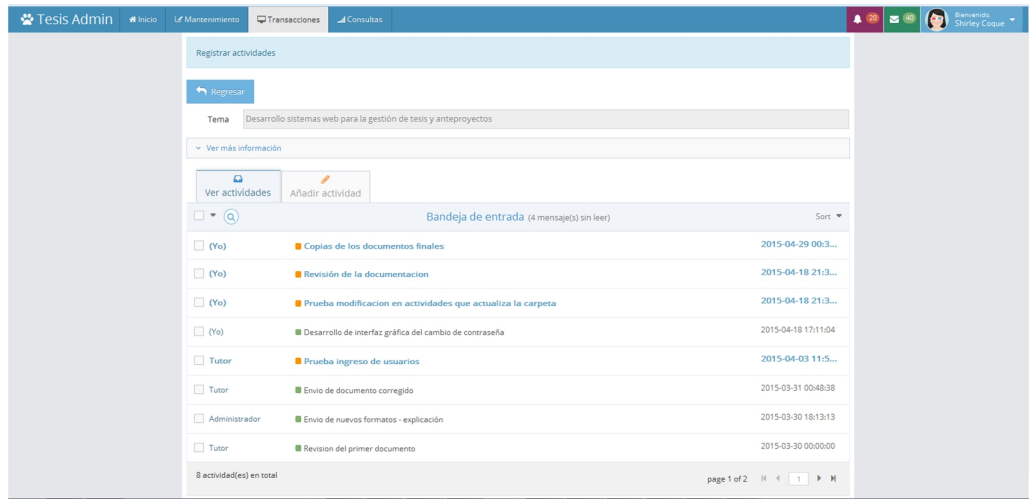 Tesis Admin Inicio Mantenimiento Transacciones Consultas 20 40 Bienvenido, Shirley Coque
Registrar actividades
Regresar
Tema Desarrollo sistemas web para la gestión de tesis y anteproyectos
Ver más información
Ver actividades Añadir actividad
Bandeja de entrada (4 mensaje(s) sin leer) Sort
(Yo) Copias de los documentos finales 2015-04-29 00:3...
(Yo) Revisión de la documentacion 2015-04-18 21:3...
(Yo) Prueba modificacion en actividades que actualiza la carpeta 2015-04-18 21:3...
(Yo) Desarrollo de interfaz gráfica del cambio de contraseña 2015-04-18 17:11:04
Tutor Prueba ingreso de usuarios 2015-04-03 11:5...
Tutor Envio de documento corregido 2015-03-31 00:48:38
Administrador Envio de nuevos formatos - explicación 2015-03-30 18:13:13
Tutor Revision del primer documento 2015-03-30 00:00:00
8 actividad(es) en total page 1 of 2 1